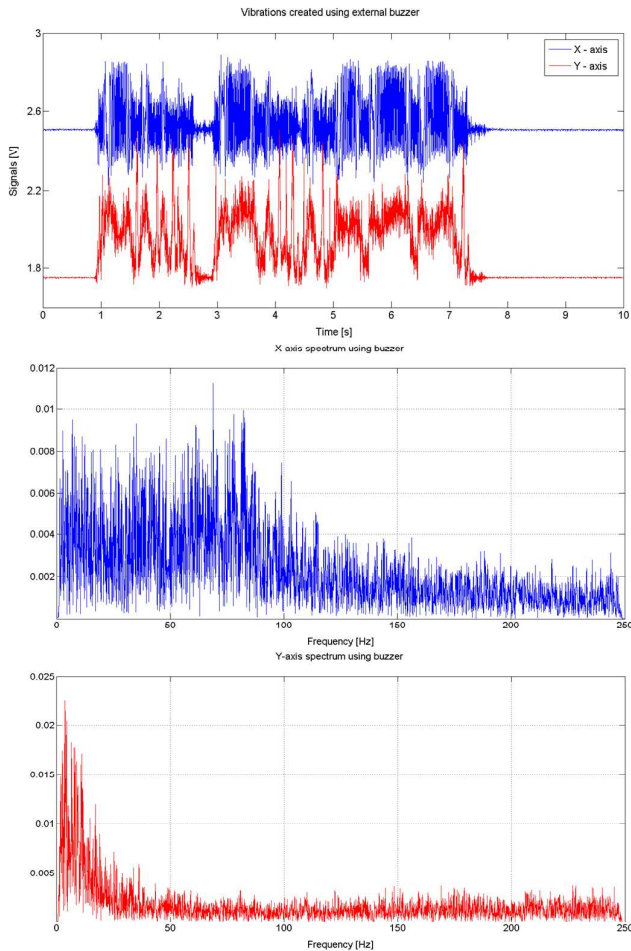 Vibrations created using external buzzer
3
2.6
2.2
1.8
Signals [V]
X - axis
Y - axis
0 1 2 3 4 5 6 7 8 9 10
Time [s]
X axis spectrum using buzzer
0.012
0.01
0.008
0.006
0.004
0.002
0 50 100 150 200 250
Frequency [Hz]
Y-axis spectrum using buzzer
0.025
0.02
0.015
0.01
0.005
0 50 100 150 200 250
Frequency [Hz]